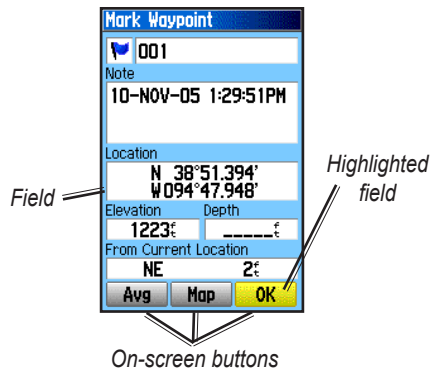 Mark Waypoint
001
Note
10-NOV-05 1:29:51PM
Location
N 38°51.394'
W094°47.948'
Elevation Depth
1223ft _____ft
From Current Location
NE 2ft
Avg Map OK
Field
Highlighted
field
On-screen buttons